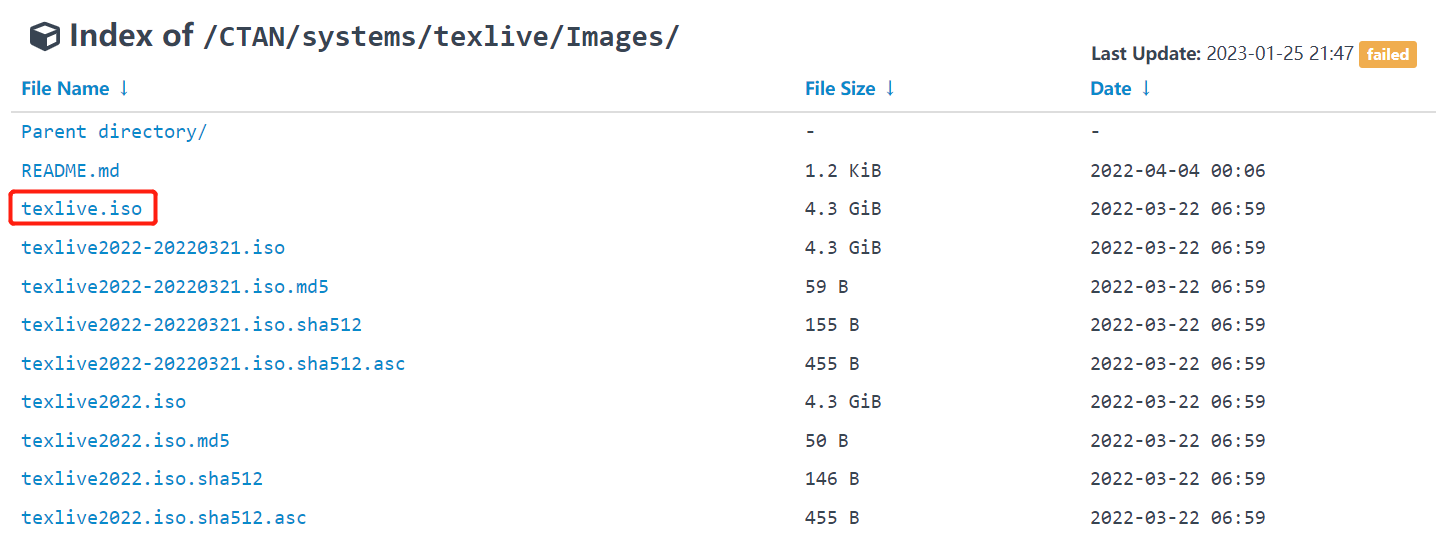 Index of /CTAN/systems/texlive/Images/
Last Update: 2023-01-25 21:47 failed
File Name ↓ File Size ↓ Date ↓
Parent directory/ - -
README.md 1.2 KiB 2022-04-04 00:06
texlive.iso 4.3 GiB 2022-03-22 06:59
texlive2022-20220321.iso 4.3 GiB 2022-03-22 06:59
texlive2022-20220321.iso.md5 59 B 2022-03-22 06:59
texlive2022-20220321.iso.sha512 155 B 2022-03-22 06:59
texlive2022-20220321.iso.sha512.asc 455 B 2022-03-22 06:59
texlive2022.iso 4.3 GiB 2022-03-22 06:59
texlive2022.iso.md5 50 B 2022-03-22 06:59
texlive2022.iso.sha512 146 B 2022-03-22 06:59
texlive2022.iso.sha512.asc 455 B 2022-03-22 06:59